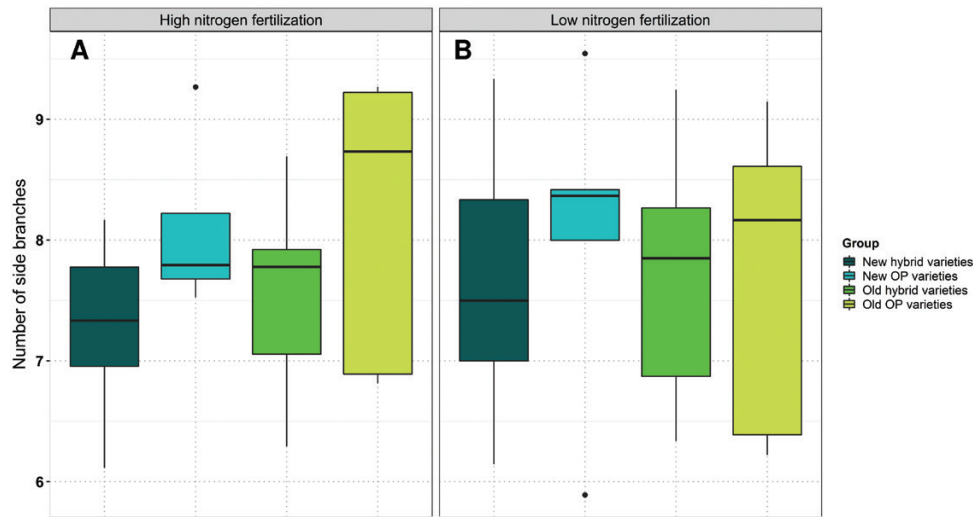 High nitrogen fertilization
Low nitrogen fertilization
A
B
Number of side branches
9
8
7
6
Group
New hybrid varieties
New OP varieties
Old hybrid varieties
Old OP varieties